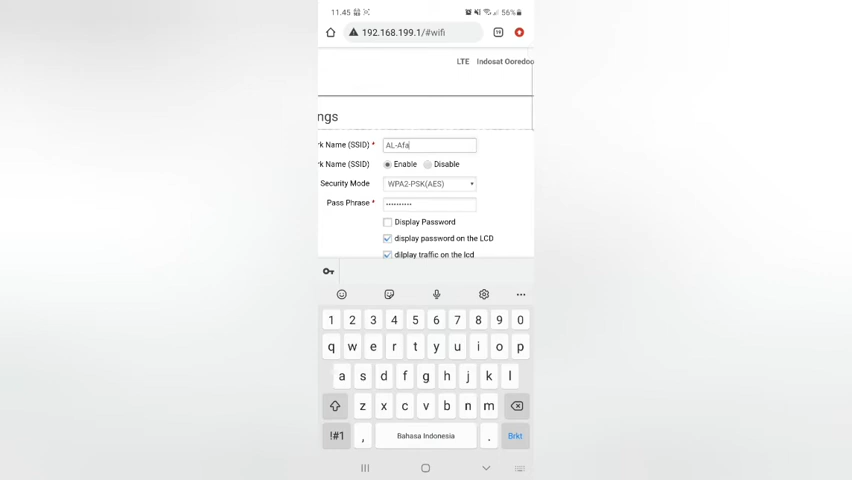 11.45 56%
192.168.199.1/#wifi 19
LTE Indosat Ooredoo
ngs
rk Name (SSID) * AL-Afa
rk Name (SSID) Enable Disable
Security Mode WPA2-PSK(AES)
Pass Phrase * ••••••••••
Display Password
display password on the LCD
dilplay traffic on the lcd
1 2 3 4 5 6 7 8 9 0
q w e r t y u i o p
a s d f g h j k l
z x c v b n m
!#1 , Bahasa Indonesia . Brkt